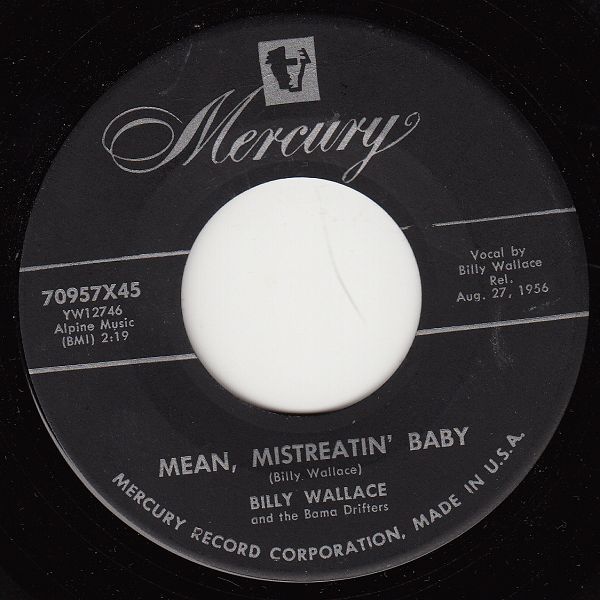 Mercury
70957X45
YW12746
Alpine Music
(BMI) 2:19
Vocal by
Billy Wallace
Rel.
Aug. 27, 1956
MEAN, MISTREATIN' BABY
(Billy Wallace)
BILLY WALLACE
and the Bama Drifters
MERCURY RECORD CORPORATION, MADE IN U.S.A.